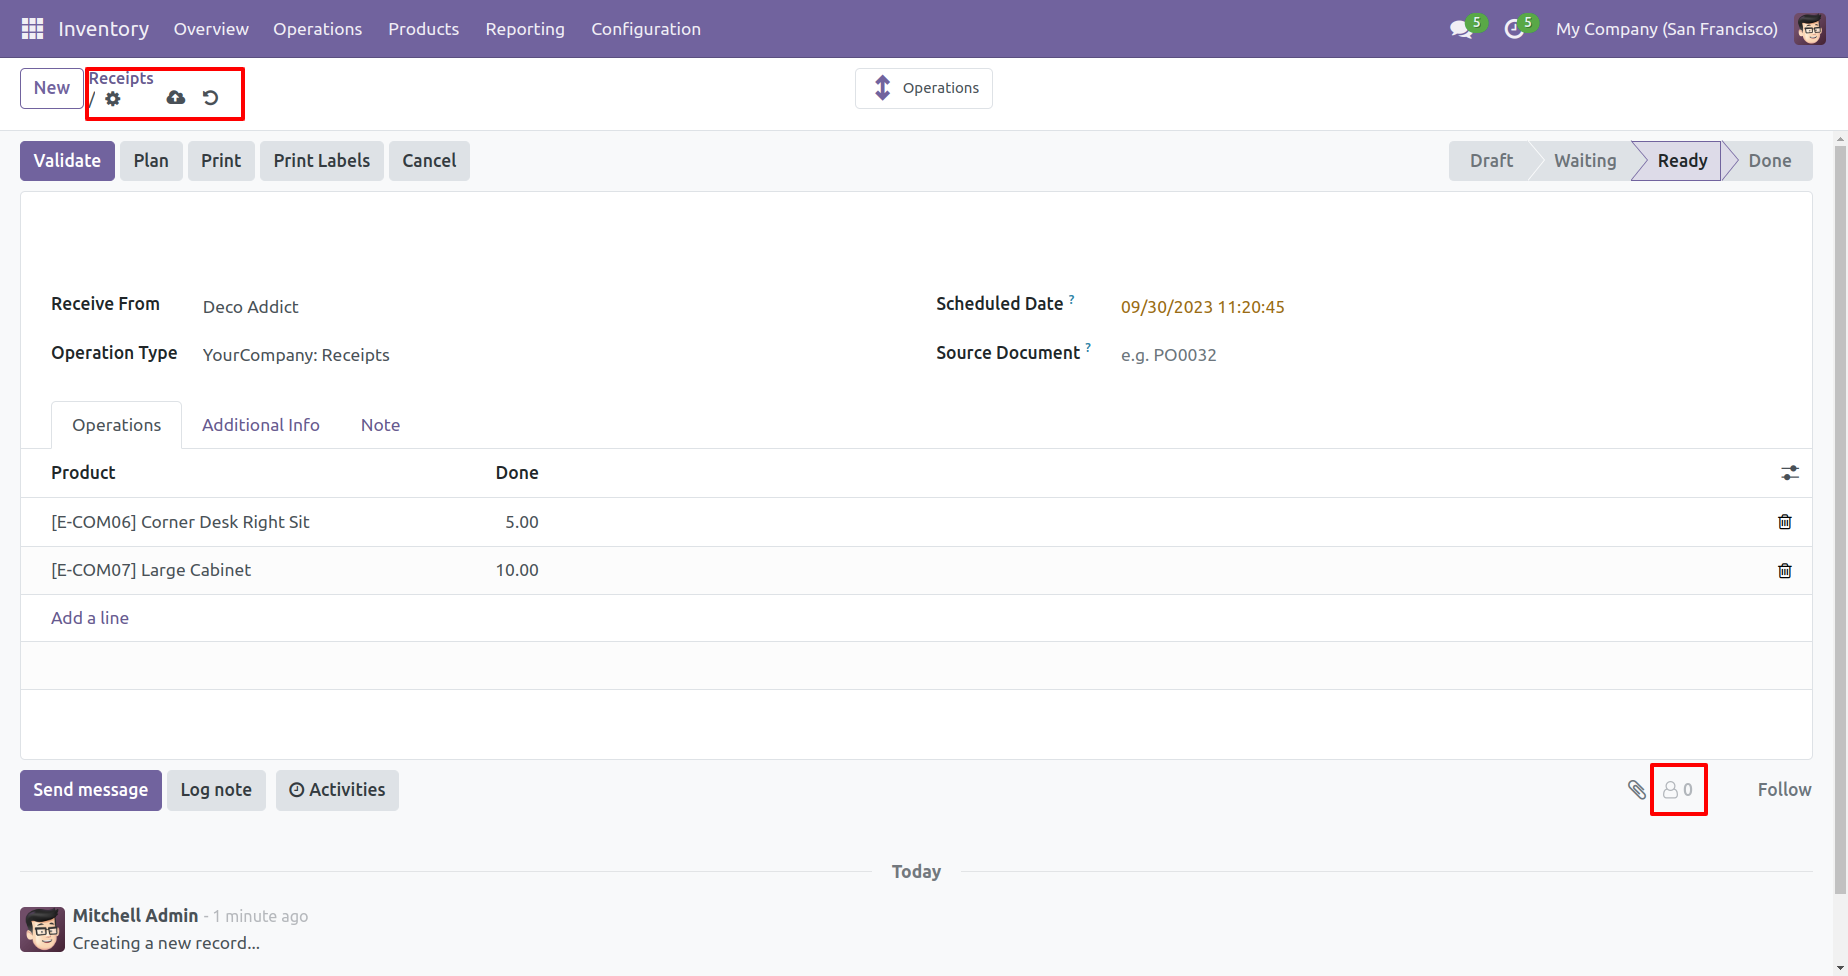 Inventory Overview Operations Products Reporting Configuration 5 5 My Company (San Francisco)
New Receipts Operations
/
Validate Plan Print Print Labels Cancel Draft Waiting Ready Done
Receive From Deco Addict Scheduled Date ? 09/30/2023 11:20:45
Operation Type YourCompany: Receipts Source Document ? e.g. PO0032
Operations Additional Info Note
Product Done
[E-COM06] Corner Desk Right Sit 5.00
[E-COM07] Large Cabinet 10.00
Add a line
Send message Log note Activities 0 Follow
Today
Mitchell Admin - 1 minute ago
Creating a new record...